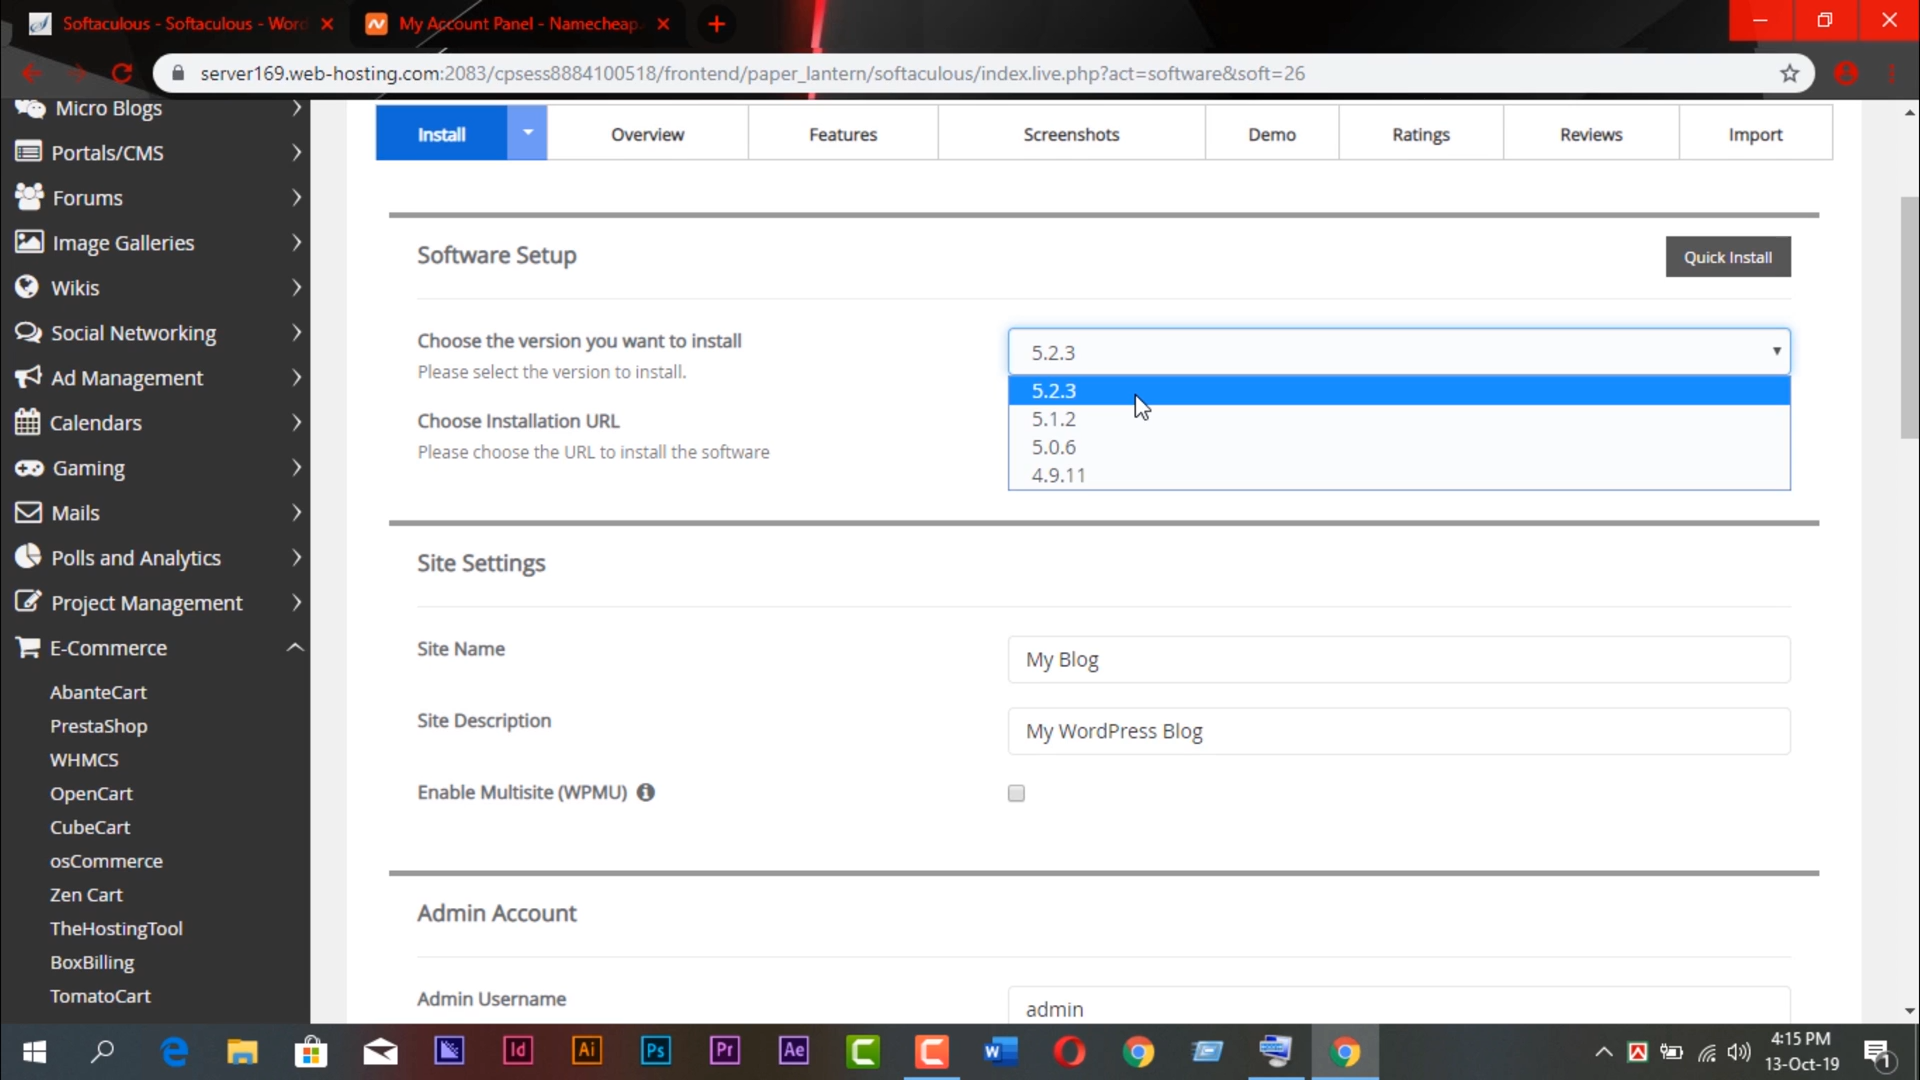 Softaculous - Softaculous - Word
My Account Panel - Namecheap.
server169.web-hosting.com:2083/cpsess8884100518/frontend/paper_lantern/softaculous/index.live.php?act=software&soft=26
Micro Blogs
Portals/CMS
Forums
Image Galleries
Wikis
Social Networking
Ad Management
Calendars
Gaming
Mails
Polls and Analytics
Project Management
E-Commerce
AbanteCart
PrestaShop
WHMCS
OpenCart
CubeCart
osCommerce
Zen Cart
TheHostingTool
BoxBilling
TomatoCart
Install Overview Features Screenshots Demo Ratings Reviews Import
Software Setup
Quick Install
Choose the version you want to install
Please select the version to install.
5.2.3
5.2.3
5.1.2
5.0.6
4.9.11
Choose Installation URL
Please choose the URL to install the software
Site Settings
Site Name
My Blog
Site Description
My WordPress Blog
Enable Multisite (WPMU)
Admin Account
Admin Username
admin
Id Ai Ps Pr Ae
4:15 PM
13-Oct-19
1